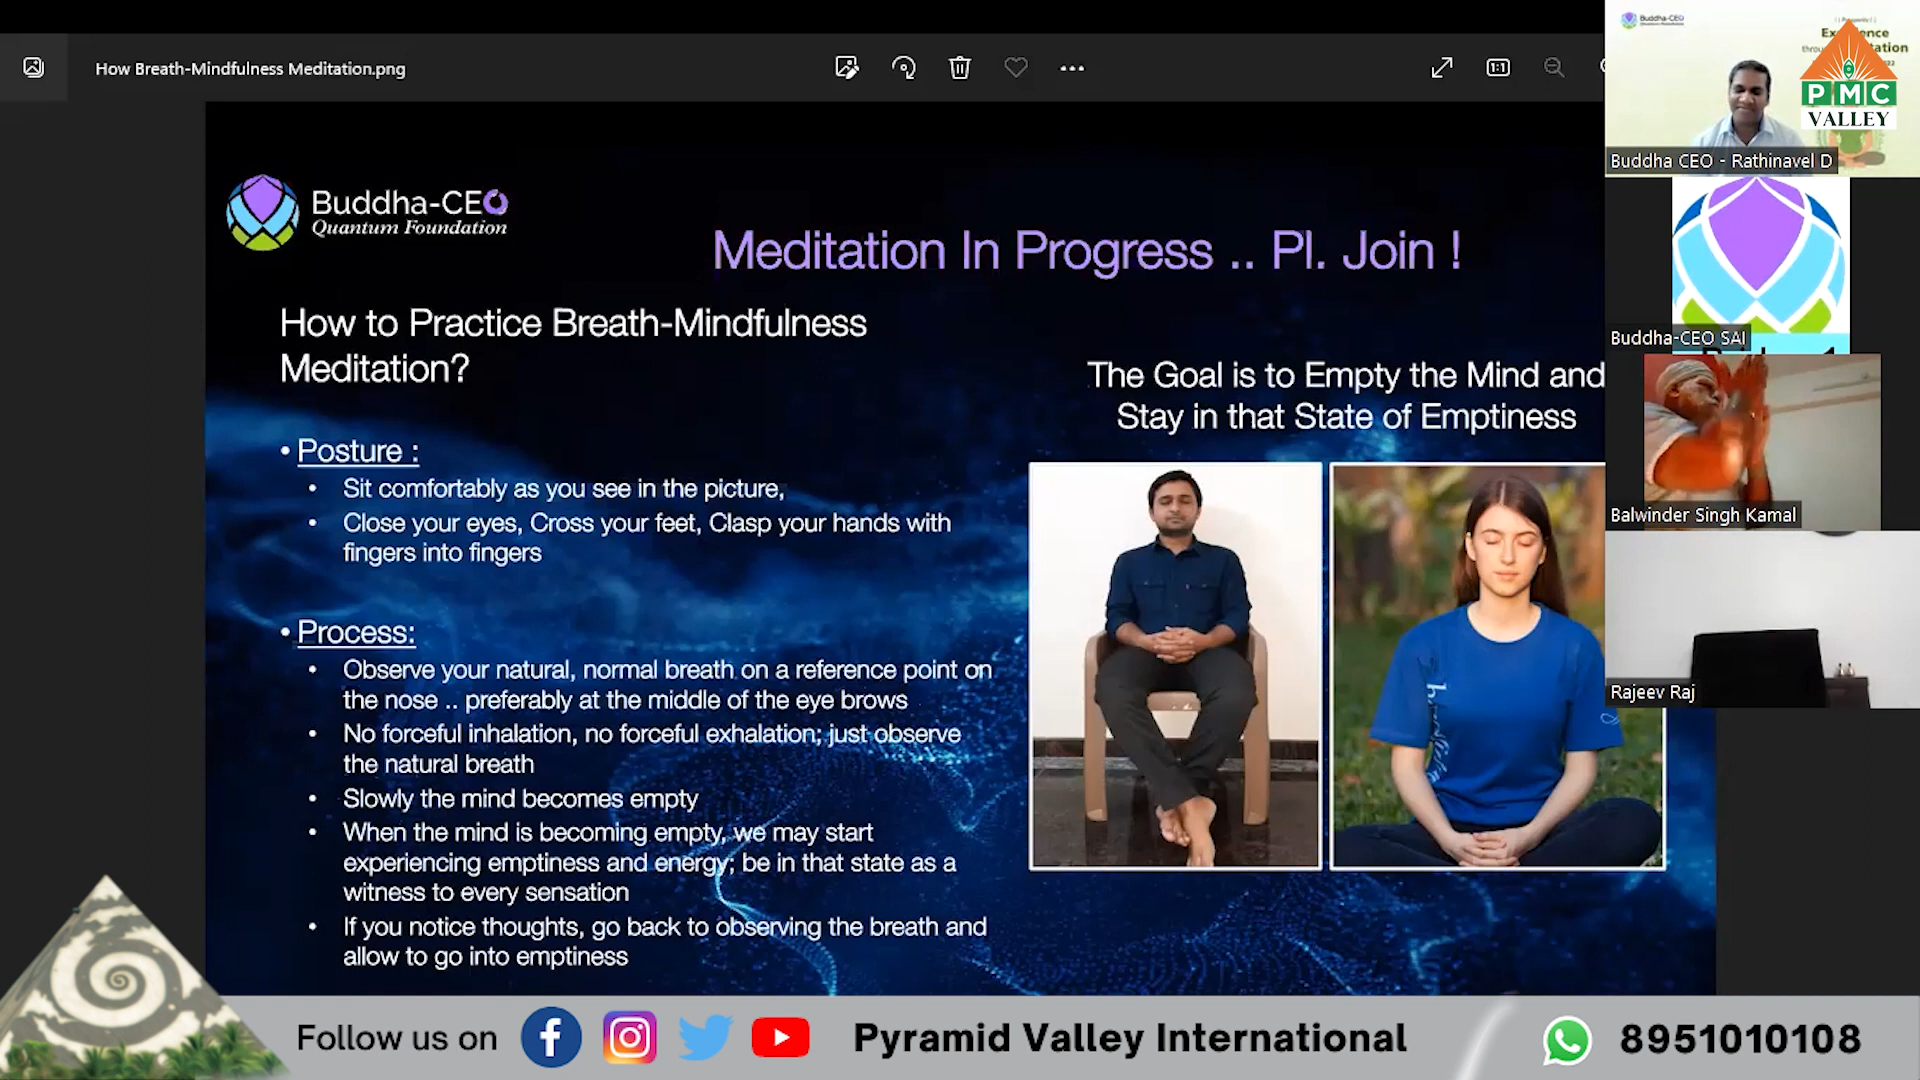 How Breath-Mindfulness Meditation.png
1:1
Buddha-CEO
Quantum Foundation
Meditation In Progress .. Pl. Join !
How to Practice Breath-Mindfulness
Meditation?
The Goal is to Empty the Mind and
Stay in that State of Emptiness
• Posture :
• Sit comfortably as you see in the picture,
• Close your eyes, Cross your feet, Clasp your hands with
fingers into fingers
• Process:
• Observe your natural, normal breath on a reference point on
the nose .. preferably at the middle of the eye brows
• No forceful inhalation, no forceful exhalation; just observe
the natural breath
• Slowly the mind becomes empty
• When the mind is becoming empty, we may start
experiencing emptiness and energy; be in that state as a
witness to every sensation
• If you notice thoughts, go back to observing the breath and
allow to go into emptiness
Buddha-CEO
PMC
VALLEY
Buddha CEO - Rathinavel D
Buddha-CEO SAI
Balwinder Singh Kamal
Rajeev Raj
Follow us on
Pyramid Valley International
8951010108